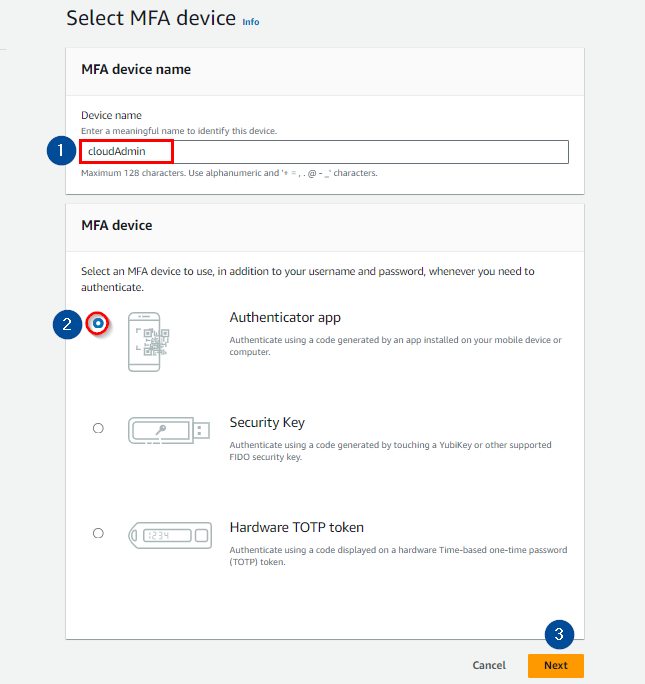 Select MFA device Info
MFA device name
Device name
Enter a meaningful name to identify this device.
1
cloudAdmin
Maximum 128 characters. Use alphanumeric and '+ = , . @ - _' characters.
MFA device
Select an MFA device to use, in addition to your username and password, whenever you need to
authenticate.
2
Authenticator app
Authenticate using a code generated by an app installed on your mobile device or
computer.
Security Key
Authenticate using a code generated by touching a YubiKey or other supported
FIDO security key.
1234
Hardware TOTP token
Authenticate using a code displayed on a hardware Time-based one-time password
(TOTP) token.
3
Cancel Next